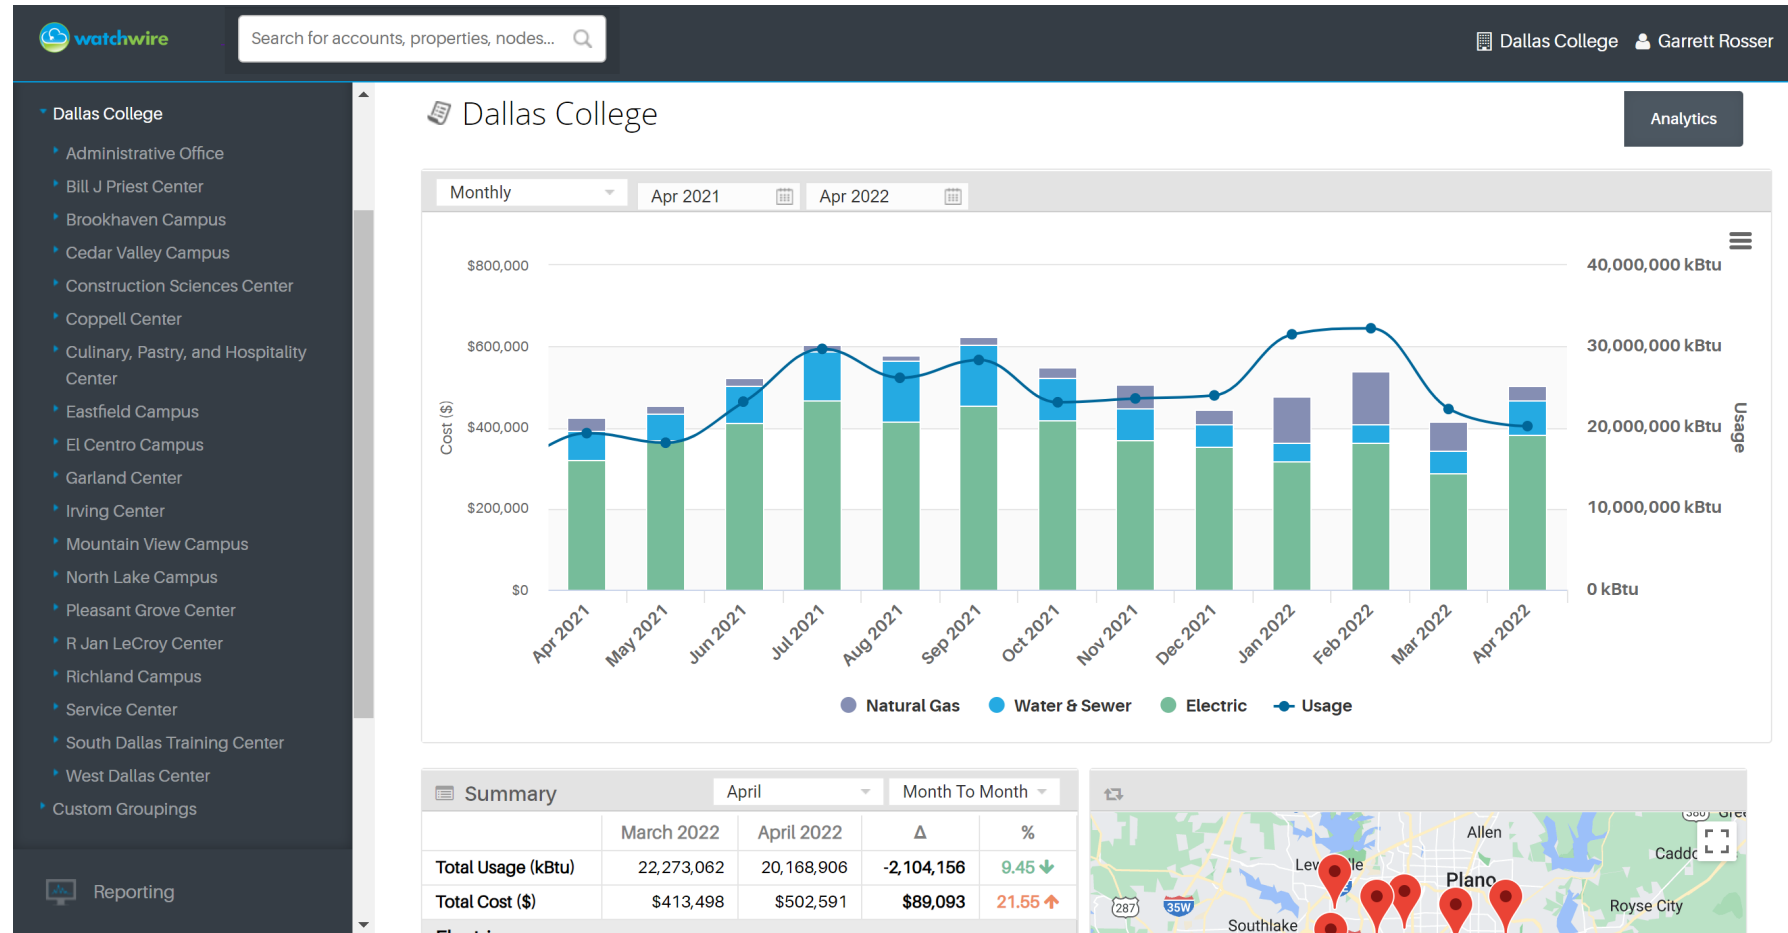 watchwire
Search for accounts, properties, nodes...
Dallas College
Garrett Rosser
Dallas College
Administrative Office
Bill J Priest Center
Brookhaven Campus
Cedar Valley Campus
Construction Sciences Center
Coppell Center
Culinary, Pastry, and Hospitality
Center
Eastfield Campus
El Centro Campus
Garland Center
Irving Center
Mountain View Campus
North Lake Campus
Pleasant Grove Center
R Jan LeCroy Center
Richland Campus
Service Center
South Dallas Training Center
West Dallas Center
Custom Groupings
Reporting
Dallas College
Analytics
Monthly
Apr 2021
Apr 2022
$800,000
$600,000
$400,000
$200,000
$0
Cost ($)
40,000,000 kBtu
30,000,000 kBtu
20,000,000 kBtu
10,000,000 kBtu
0 kBtu
Usage
Apr 2021
May 2021
Jun 2021
Jul 2021
Aug 2021
Sep 2021
Oct 2021
Nov 2021
Dec 2021
Jan 2022
Feb 2022
Mar 2022
Apr 2022
Natural Gas Water & Sewer Electric Usage
Summary April Month To Month
March 2022 April 2022 Δ %
Total Usage (kBtu) 22,273,062 20,168,906 -2,104,156 9.45
Total Cost ($) $413,498 $502,591 $89,093 21.55
Allen
Plano
Royse City
287
35W
Southlake